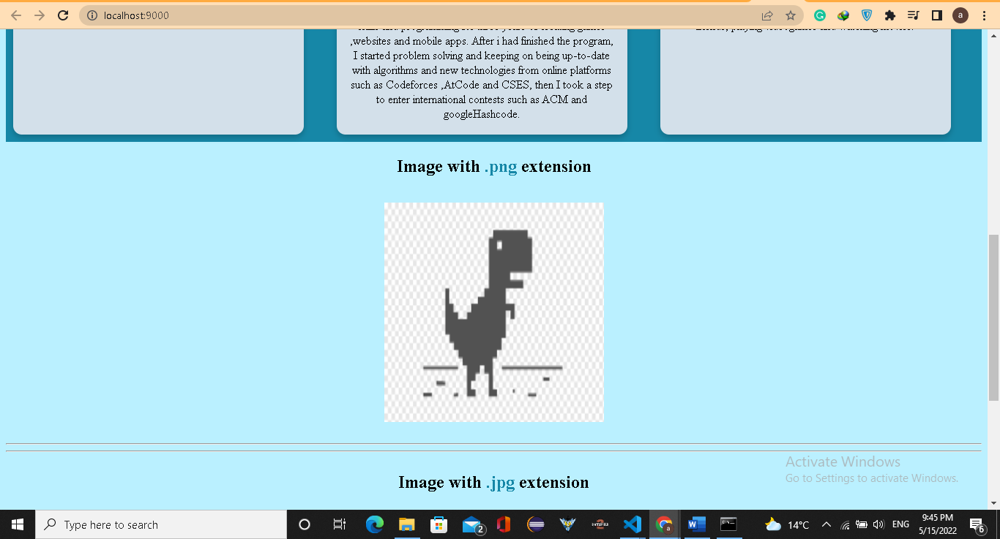 localhost:9000
a
,websites and mobile apps. After i had finished the program,
I started problem solving and keeping on being up-to-date
with algorithms and new technologies from online platforms
such as Codeforces ,AtCode and CSES, then I took a step
to enter international contests such as ACM and
googleHashcode.
Image with .png extension
Image with .jpg extension
Activate Windows
Go to Settings to activate Windows.
Type here to search
2
14°C
ENG
9:45 PM
5/15/2022
6